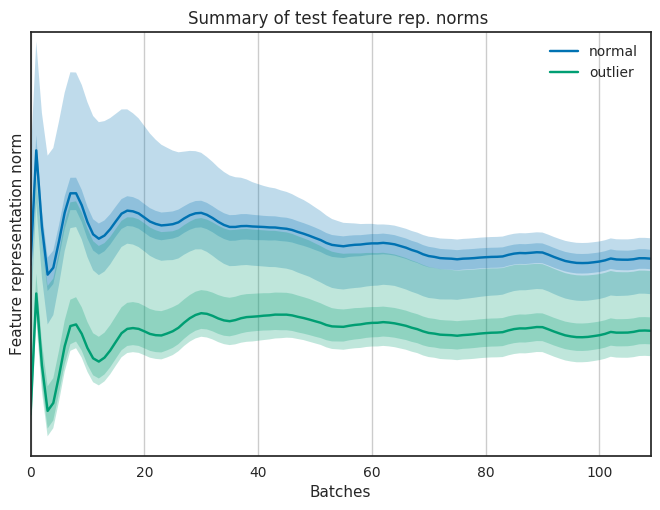 Summary of test feature rep. norms
normal
outlier
Feature representation norm
0 20 40 60 80 100
Batches